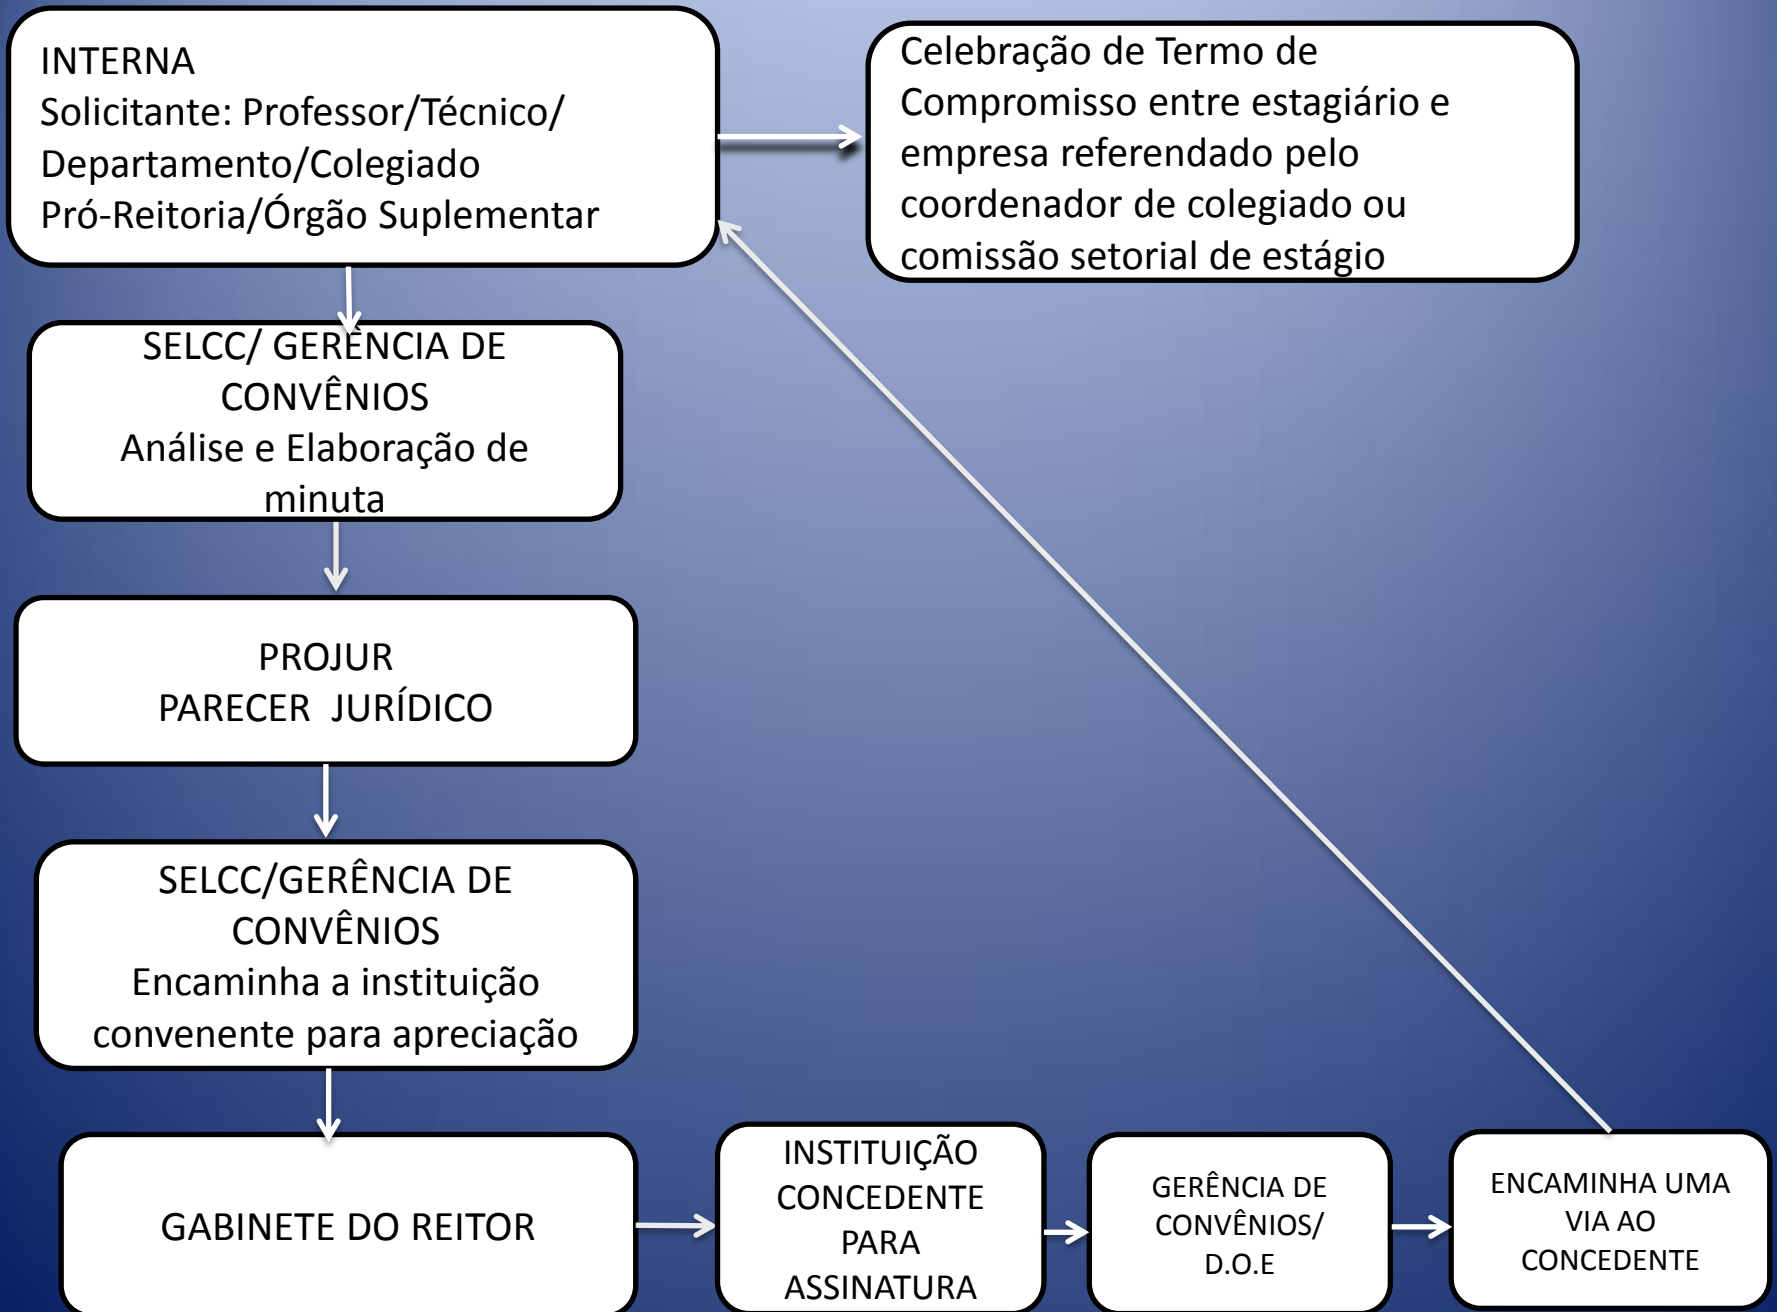 INTERNA
Solicitante: Professor/Técnico/
Departamento/Colegiado
Pró-Reitoria/Órgão Suplementar
Celebração de Termo de
Compromisso entre estagiário e
empresa referendado pelo
coordenador de colegiado ou
comissão setorial de estágio
SELCC/ GERÊNCIA DE
CONVÊNIOS
Análise e Elaboração de
minuta
PROJUR
PARECER  JURÍDICO
SELCC/GERÊNCIA DE
CONVÊNIOS
Encaminha a instituição
convenente para apreciação
GABINETE DO REITOR
INSTITUIÇÃO
CONCEDENTE
PARA
ASSINATURA
GERÊNCIA DE
CONVÊNIOS/
D.O.E
ENCAMINHA UMA
VIA AO
CONCEDENTE